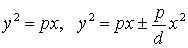 y² = px, y² = px ± p/d x²